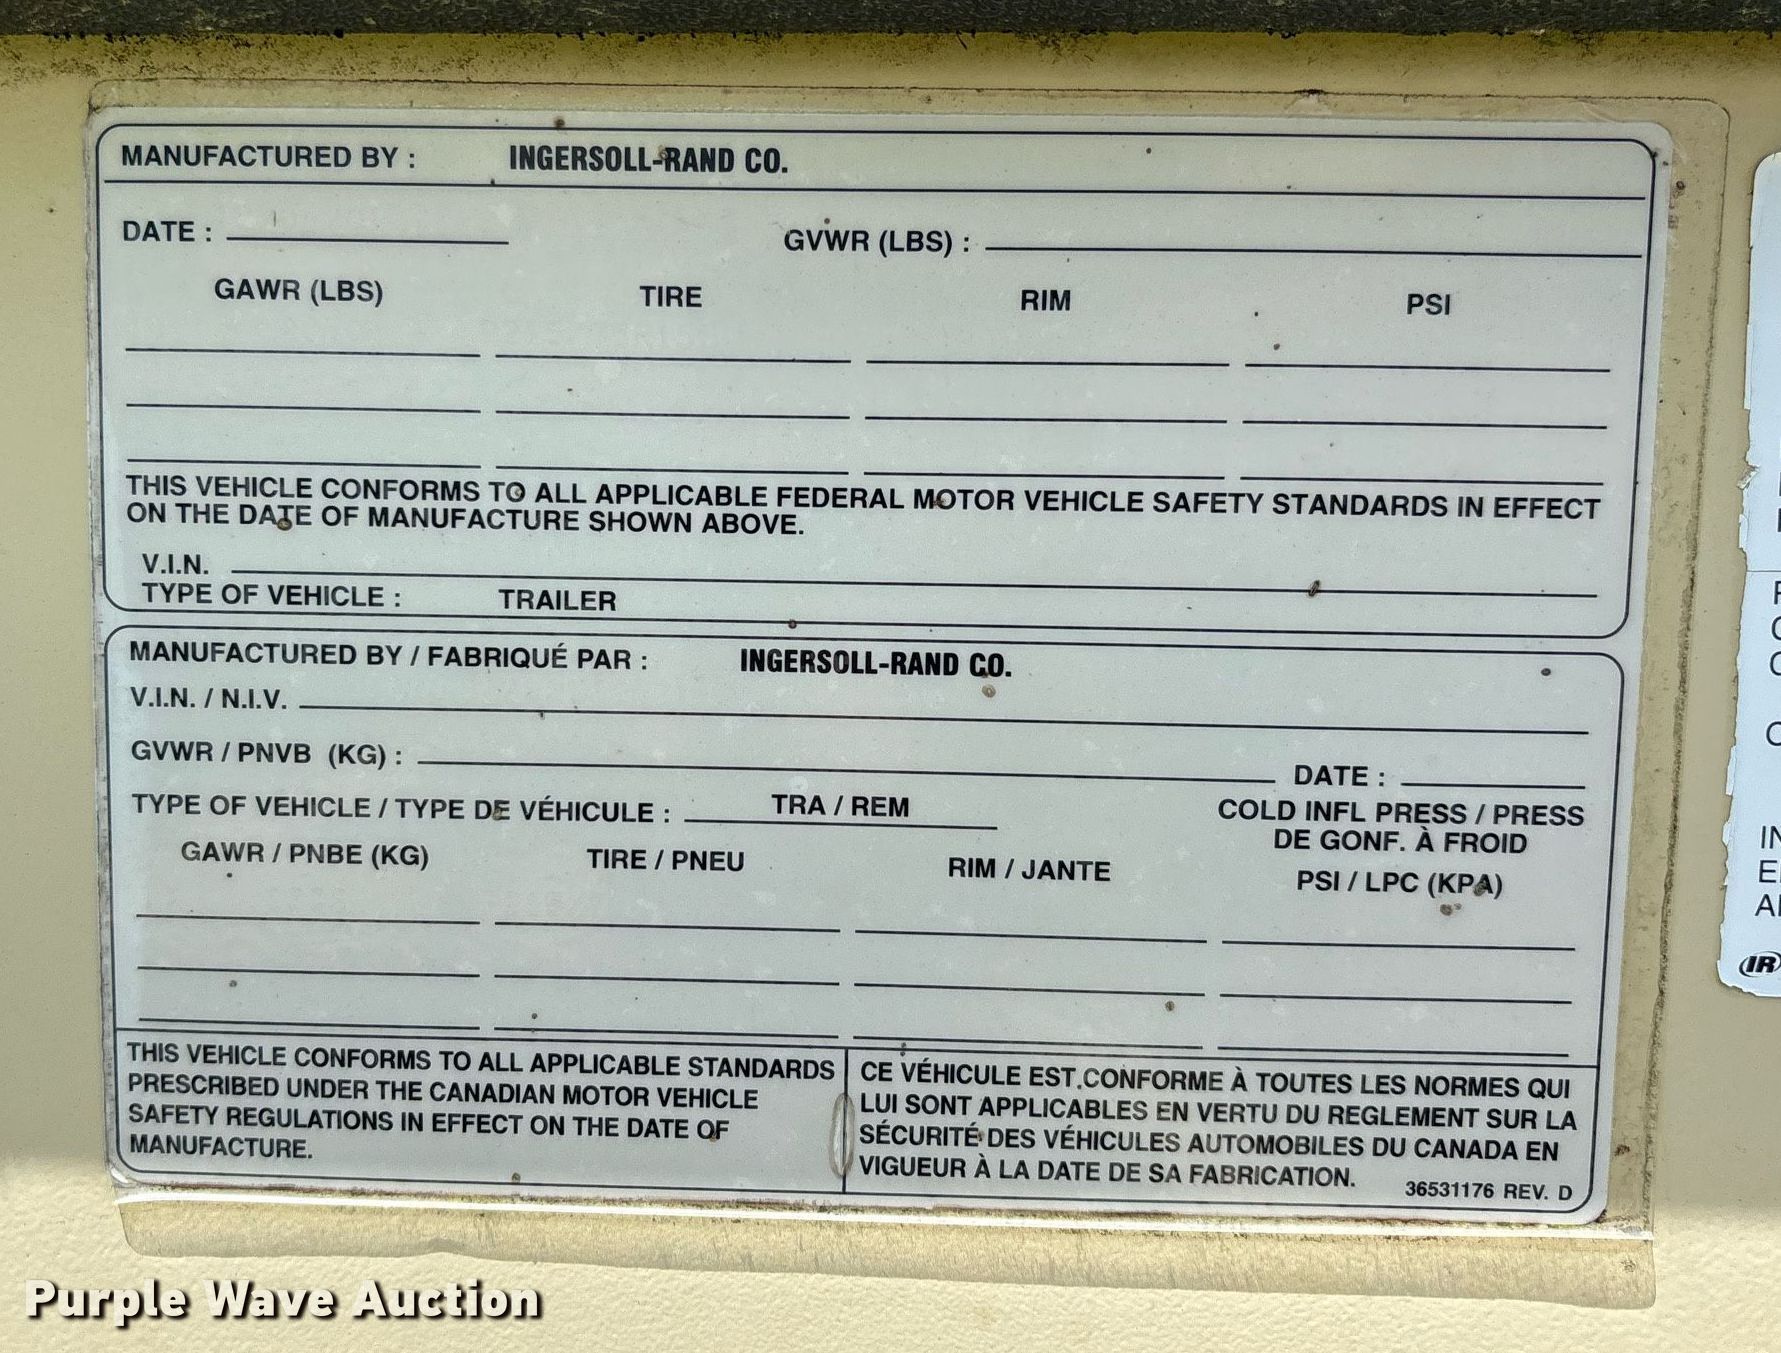 MANUFACTURED BY : INGERSOLL-RAND CO.
DATE : GVWR (LBS) :
GAWR (LBS) TIRE RIM PSI
THIS VEHICLE CONFORMS TO ALL APPLICABLE FEDERAL MOTOR VEHICLE SAFETY STANDARDS IN EFFECT
ON THE DATE OF MANUFACTURE SHOWN ABOVE.
V.I.N.
TYPE OF VEHICLE : TRAILER
MANUFACTURED BY / FABRIQUÉ PAR : INGERSOLL-RAND CO.
V.I.N. / N.I.V.
GVWR / PNVB (KG) : DATE :
TYPE OF VEHICLE / TYPE DE VÉHICULE : TRA / REM
COLD INFL PRESS / PRESS
DE GONF. À FROID
GAWR / PNBE (KG) TIRE / PNEU RIM / JANTE PSI / LPC (KPA)
THIS VEHICLE CONFORMS TO ALL APPLICABLE STANDARDS
PRESCRIBED UNDER THE CANADIAN MOTOR VEHICLE
SAFETY REGULATIONS IN EFFECT ON THE DATE OF
MANUFACTURE.
CE VÉHICULE EST CONFORME À TOUTES LES NORMES QUI
LUI SONT APPLICABLES EN VERTU DU REGLEMENT SUR LA
SÉCURITÉ DES VÉHICULES AUTOMOBILES DU CANADA EN
VIGUEUR À LA DATE DE SA FABRICATION.
36531176 REV. D
IR
Purple Wave Auction